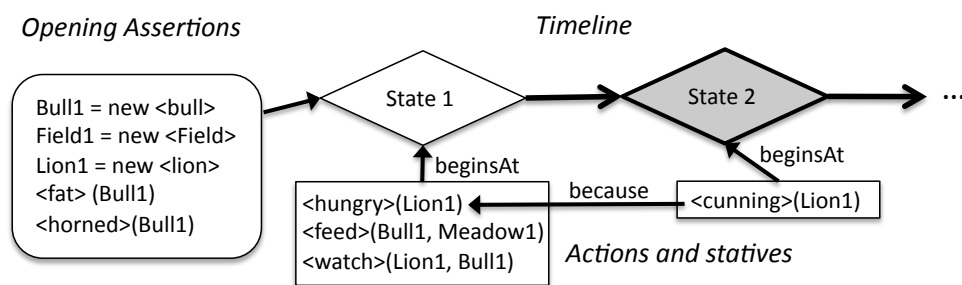 Opening Assertions
Timeline
Bull1 = new <bull>
Field1 = new <Field>
Lion1 = new <lion>
<fat> (Bull1)
<horned>(Bull1)
State 1
State 2
...
beginsAt
beginsAt
because
<hungry>(Lion1)
<feed>(Bull1, Meadow1)
<watch>(Lion1, Bull1)
<cunning>(Lion1)
Actions and statives